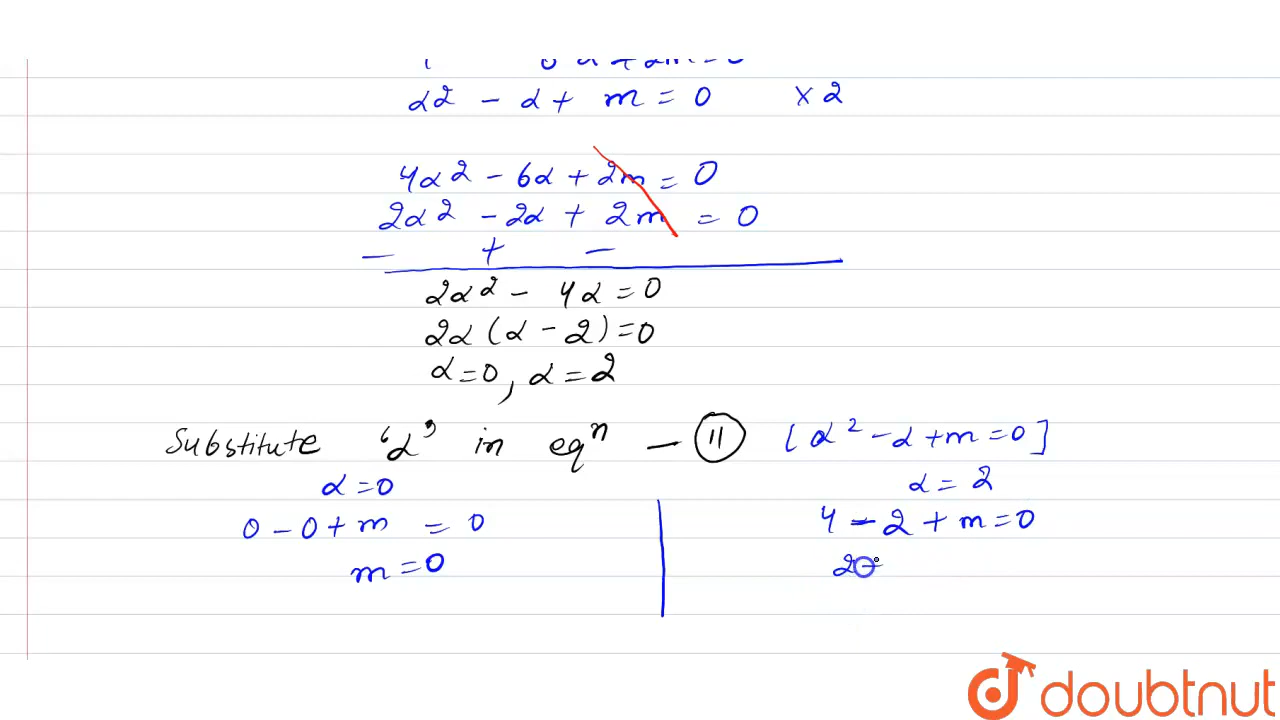 α² - α + m = 0 × 2
4α² - 6α + 2m = 0
2α² - 2α + 2m = 0
- + -
2α² - 4α = 0
2α (α - 2) = 0
α = 0, α = 2
Substitute 'α' in eqⁿ - (11) [α² - α + m = 0]
α = 0
0 - 0 + m = 0
m = 0
α = 2
4 - 2 + m = 0
2
doubtnut